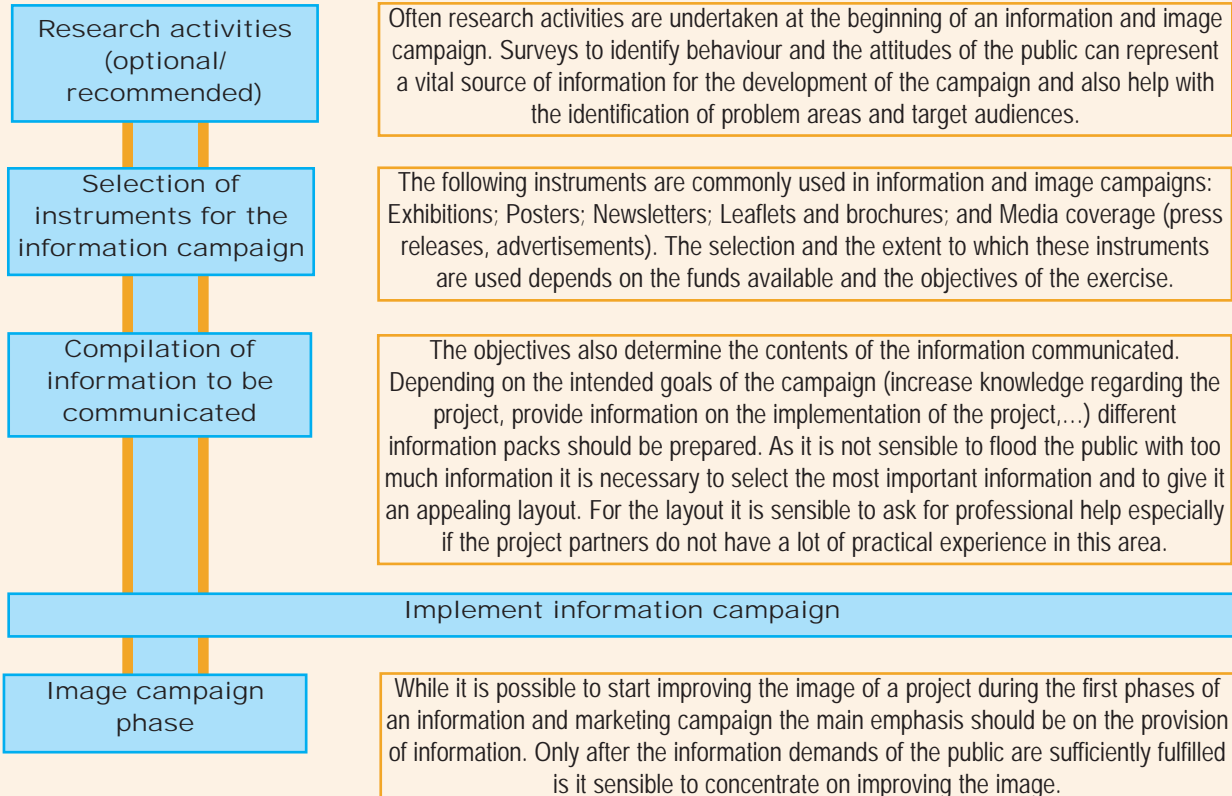 Research activities
(optional/
recommended)
Often research activities are undertaken at the beginning of an information and image
campaign. Surveys to identify behaviour and the attitudes of the public can represent
a vital source of information for the development of the campaign and also help with
the identification of problem areas and target audiences.
Selection of
instruments for the
information campaign
The following instruments are commonly used in information and image campaigns:
Exhibitions; Posters; Newsletters; Leaflets and brochures; and Media coverage (press
releases, advertisements). The selection and the extent to which these instruments
are used depends on the funds available and the objectives of the exercise.
Compilation of
information to be
communicated
The objectives also determine the contents of the information communicated.
Depending on the intended goals of the campaign (increase knowledge regarding the
project, provide information on the implementation of the project,...) different
information packs should be prepared. As it is not sensible to flood the public with too
much information it is necessary to select the most important information and to give it
an appealing layout. For the layout it is sensible to ask for professional help especially
if the project partners do not have a lot of practical experience in this area.
Implement information campaign
Image campaign
phase
While it is possible to start improving the image of a project during the first phases of
an information and marketing campaign the main emphasis should be on the provision
of information. Only after the information demands of the public are sufficiently fulfilled
is it sensible to concentrate on improving the image.